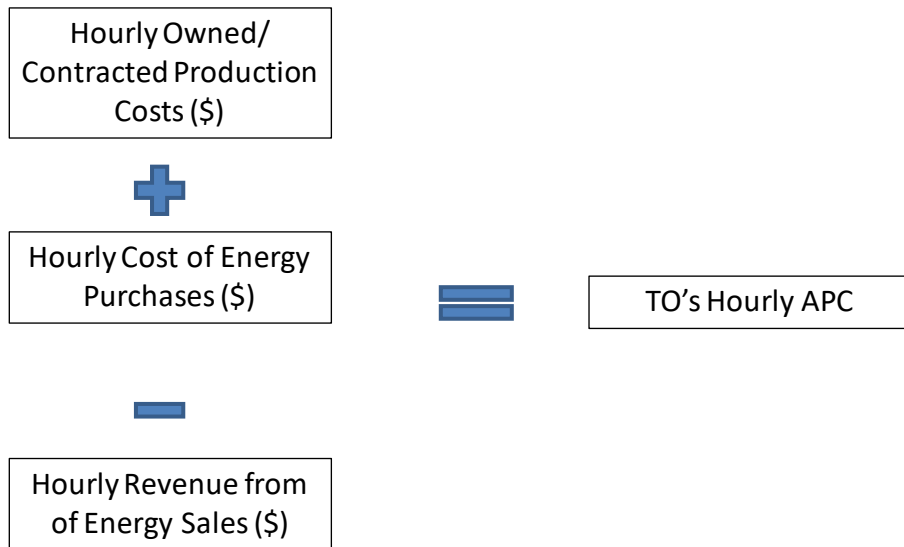 Hourly Owned/
Contracted Production
Costs ($)
Hourly Cost of Energy
Purchases ($)
TO's Hourly APC
Hourly Revenue from
of Energy Sales ($)